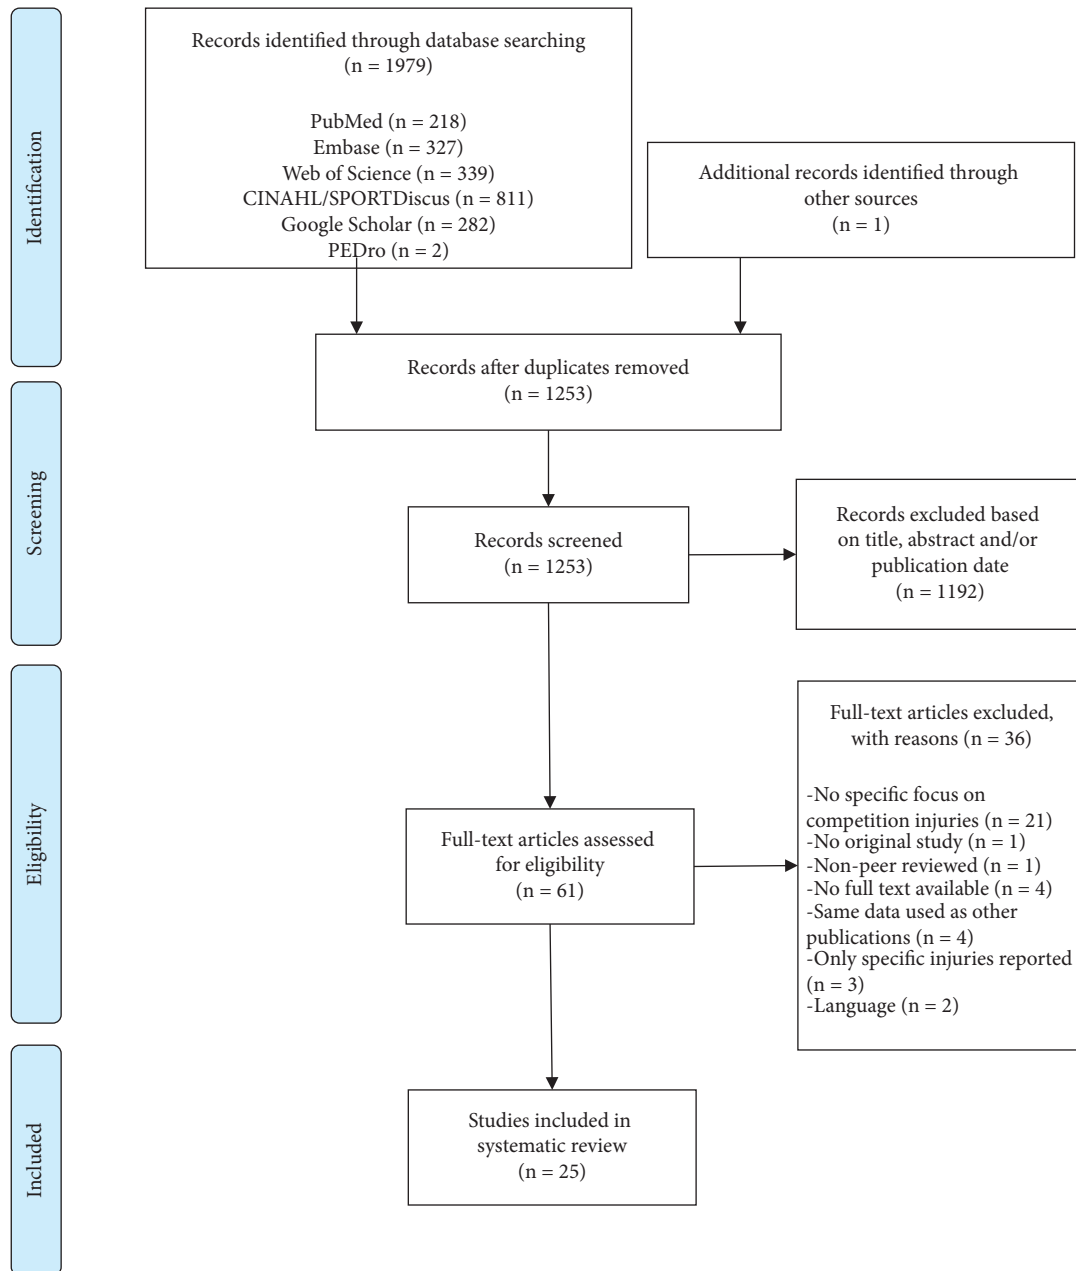 Identification
Records identified through database searching
(n = 1979)
PubMed (n = 218)
Embase (n = 327)
Web of Science (n = 339)
CINAHL/SPORTDiscus (n = 811)
Google Scholar (n = 282)
PEDro (n = 2)
Additional records identified through
other sources
(n = 1)
Records after duplicates removed
(n = 1253)
Screening
Records screened
(n = 1253)
Records excluded based
on title, abstract and/or
publication date
(n = 1192)
Eligibility
Full-text articles assessed
for eligibility
(n = 61)
Full-text articles excluded,
with reasons (n = 36)
-No specific focus on
competition injuries (n = 21)
-No original study (n = 1)
-Non-peer reviewed (n = 1)
-No full text available (n = 4)
-Same data used as other
publications (n = 4)
-Only specific injuries reported
(n = 3)
-Language (n = 2)
Included
Studies included in
systematic review
(n = 25)